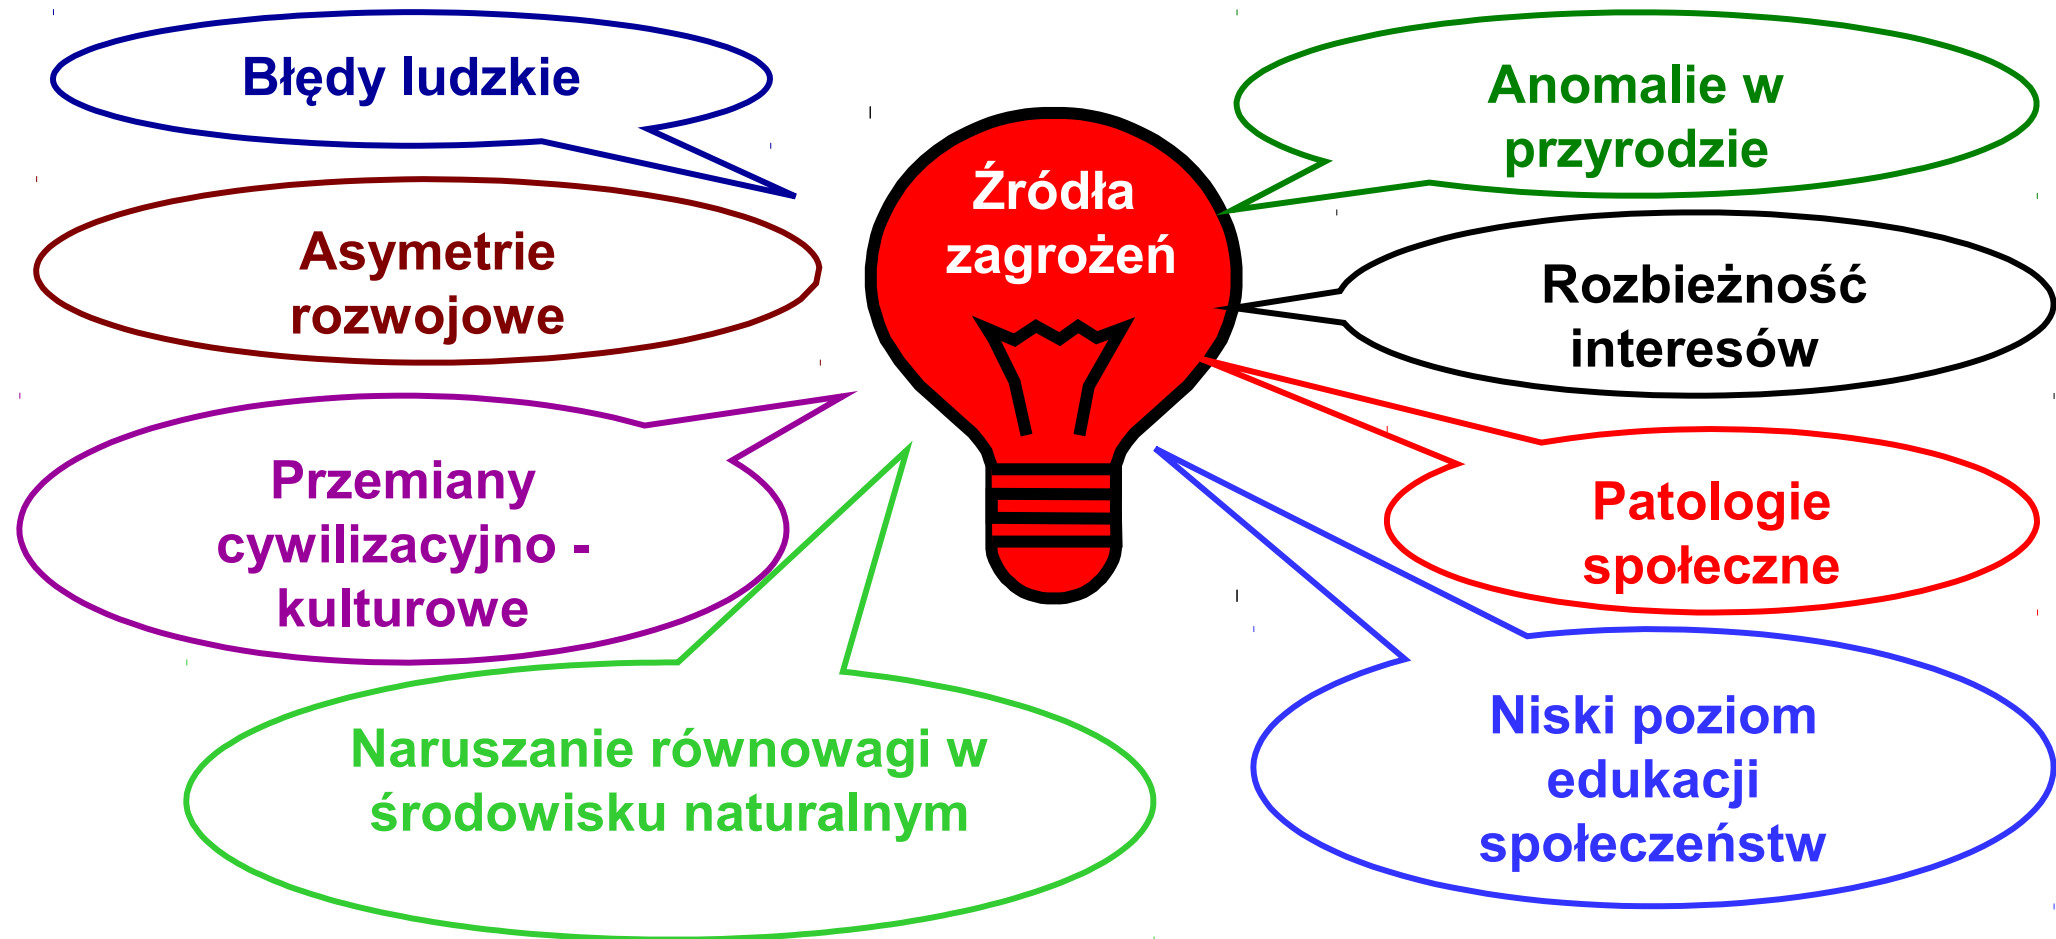 Błędy ludzkie
Asymetrie
rozwojowe
Przemiany
cywilizacyjno -
kulturowe
Naruszanie równowagi w
środowisku naturalnym
Źródła
zagrożeń
Anomalie w
przyrodzie
Rozbieżność
interesów
Patologie
społeczne
Niski poziom
edukacji
społeczeństw